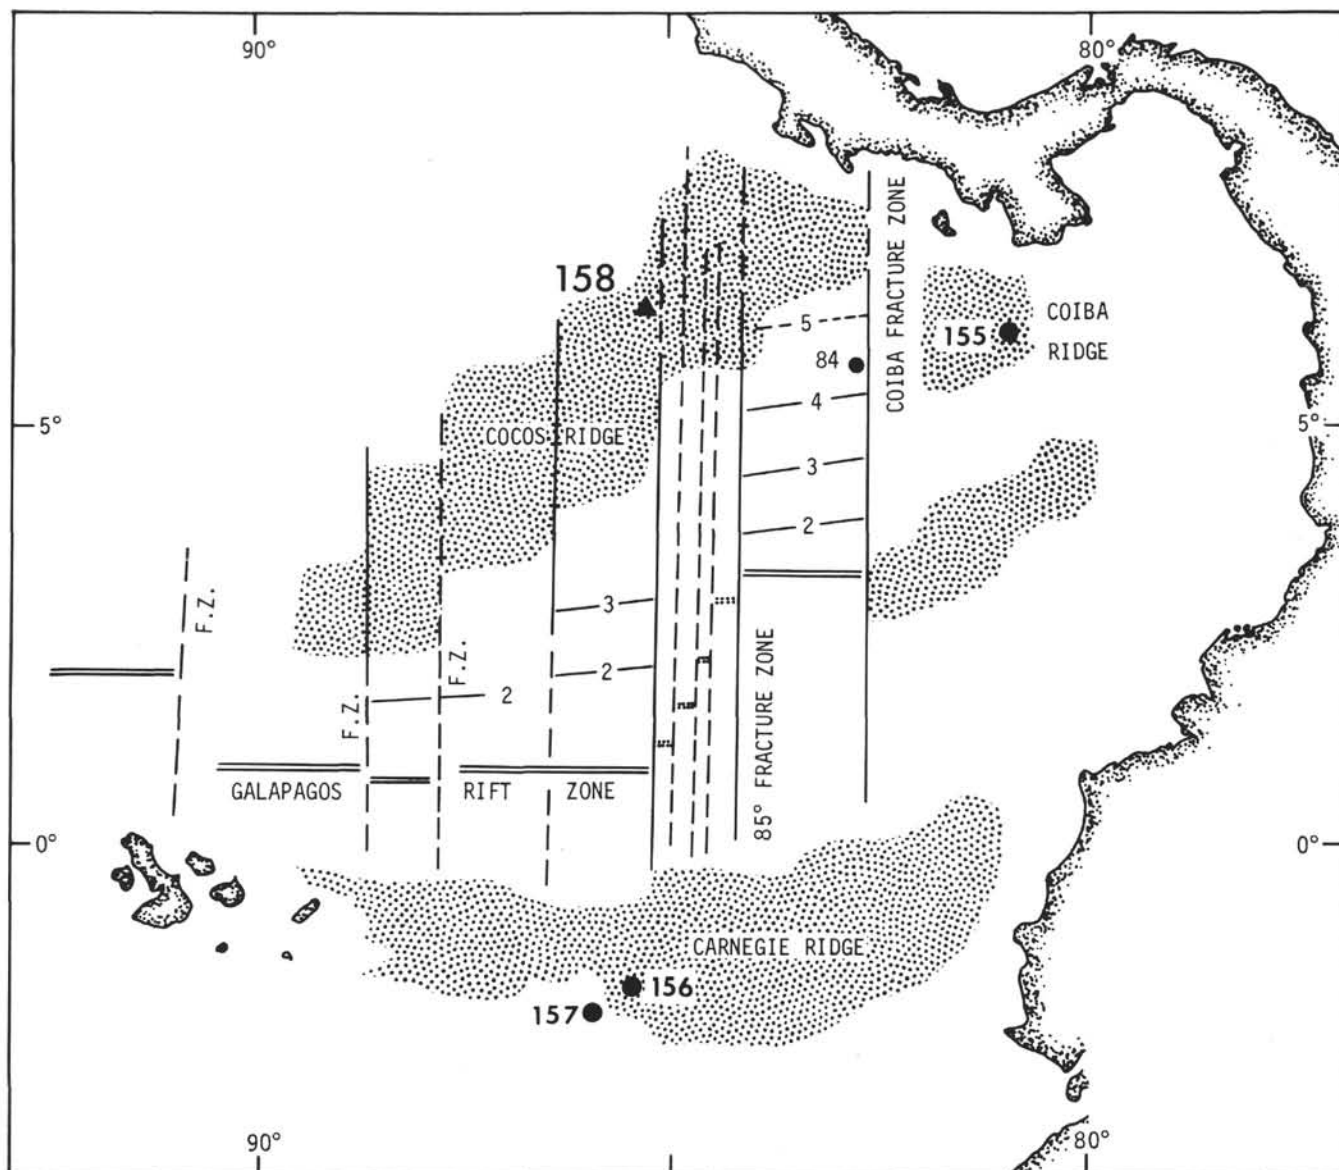 90°
80°
158
5
COIBA FRACTURE ZONE
COIBA
155
RIDGE
84
4
5°
5°
COCOS RIDGE
3
2
F.Z.
3
F.Z.
2
2
F.Z.
85° FRACTURE ZONE
GALAPAGOS RIFT ZONE
0°
0°
CARNEGIE RIDGE
156
157
90°
80°